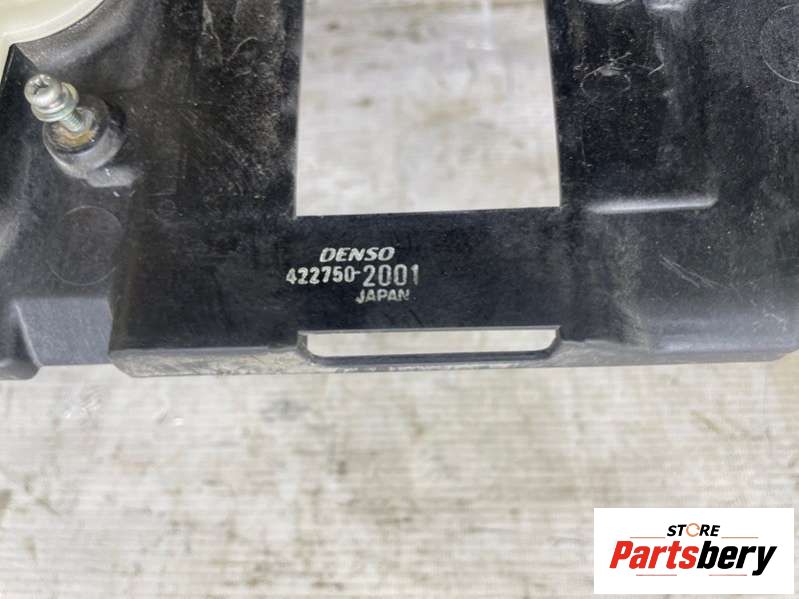 DENSO
422750-2001
JAPAN
STORE
Partsbery